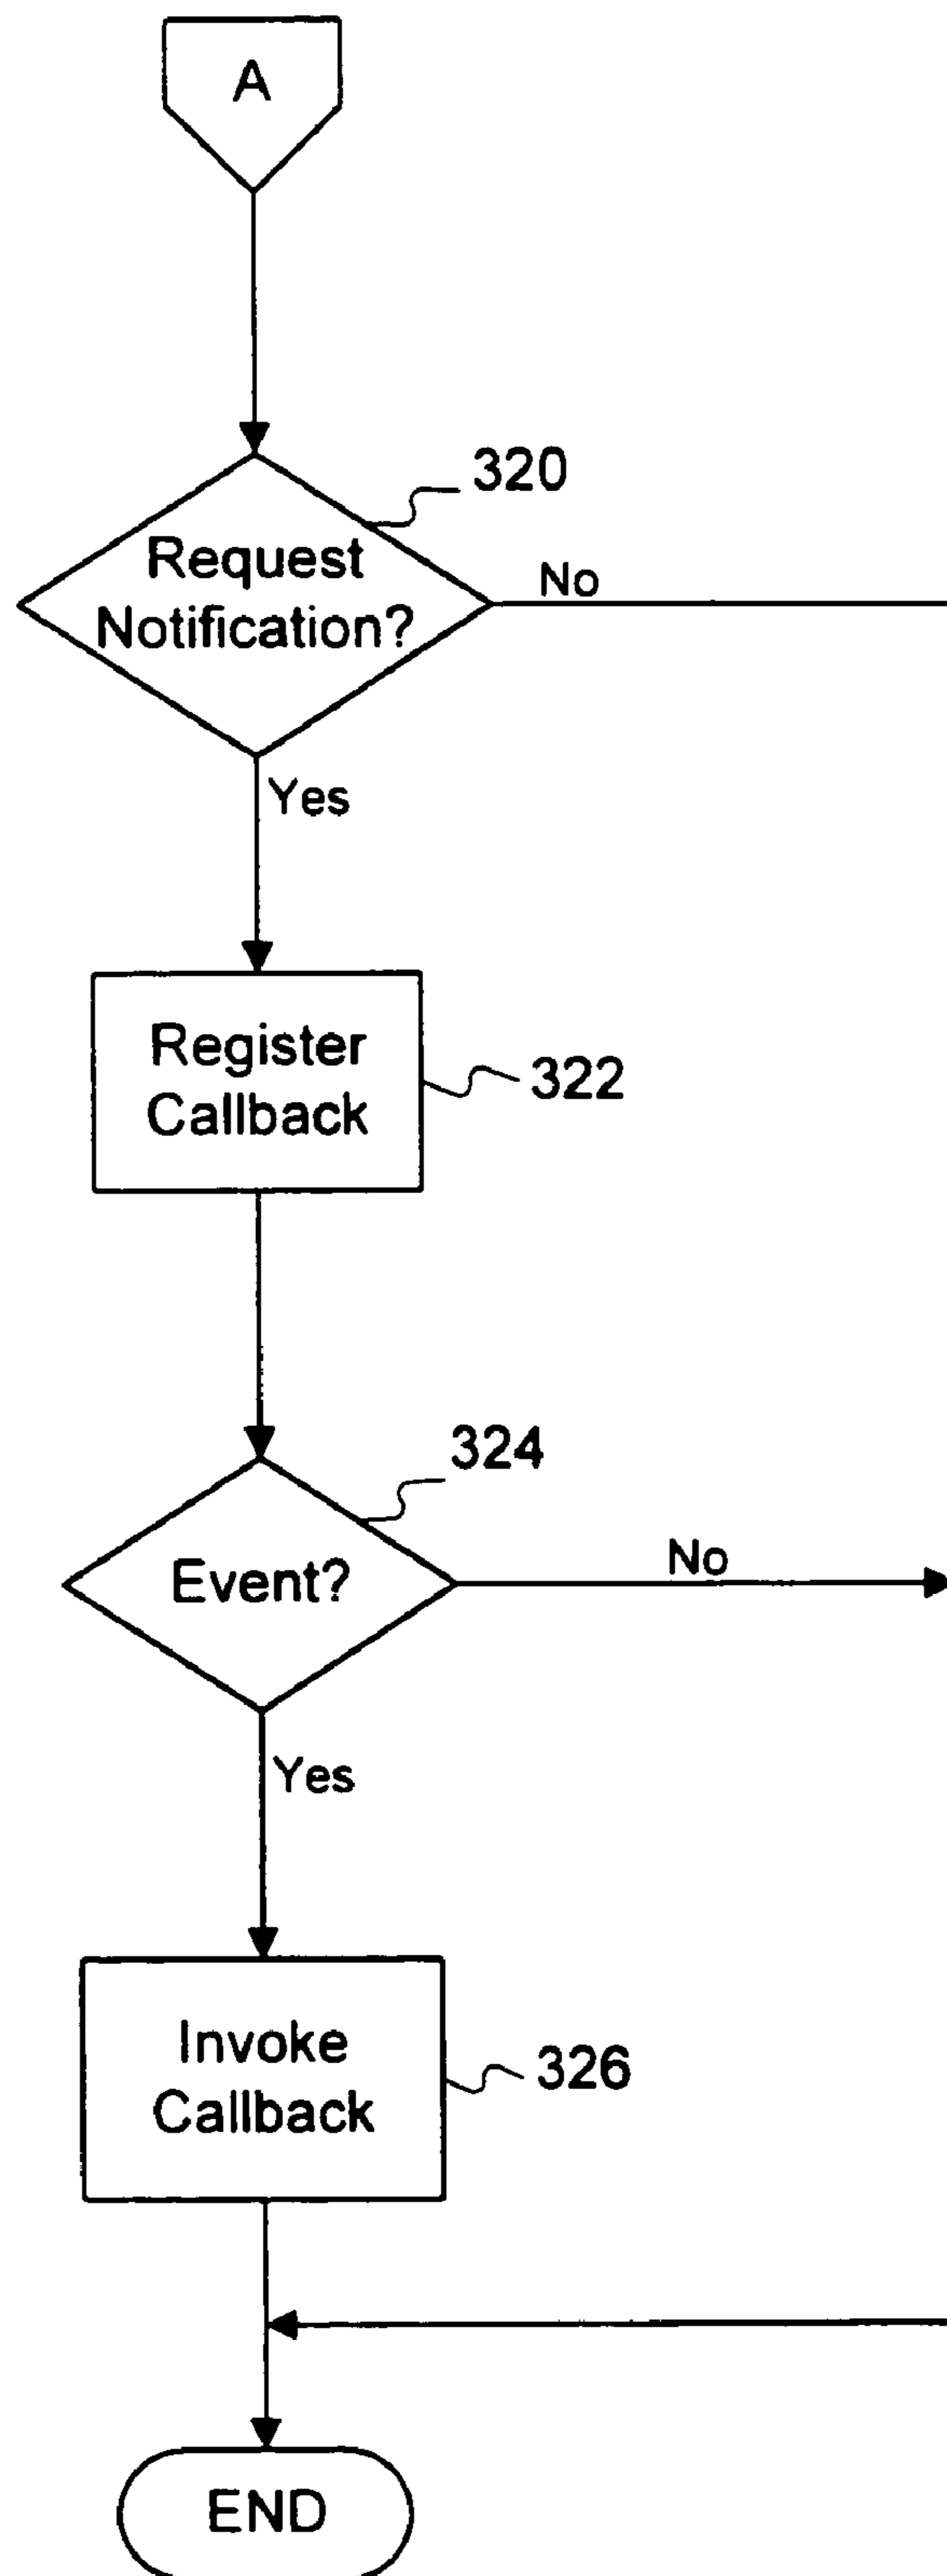 A
320
Request
Notification?
No
Yes
Register
Callback
322
324
Event?
No
Yes
Invoke
Callback
326
END